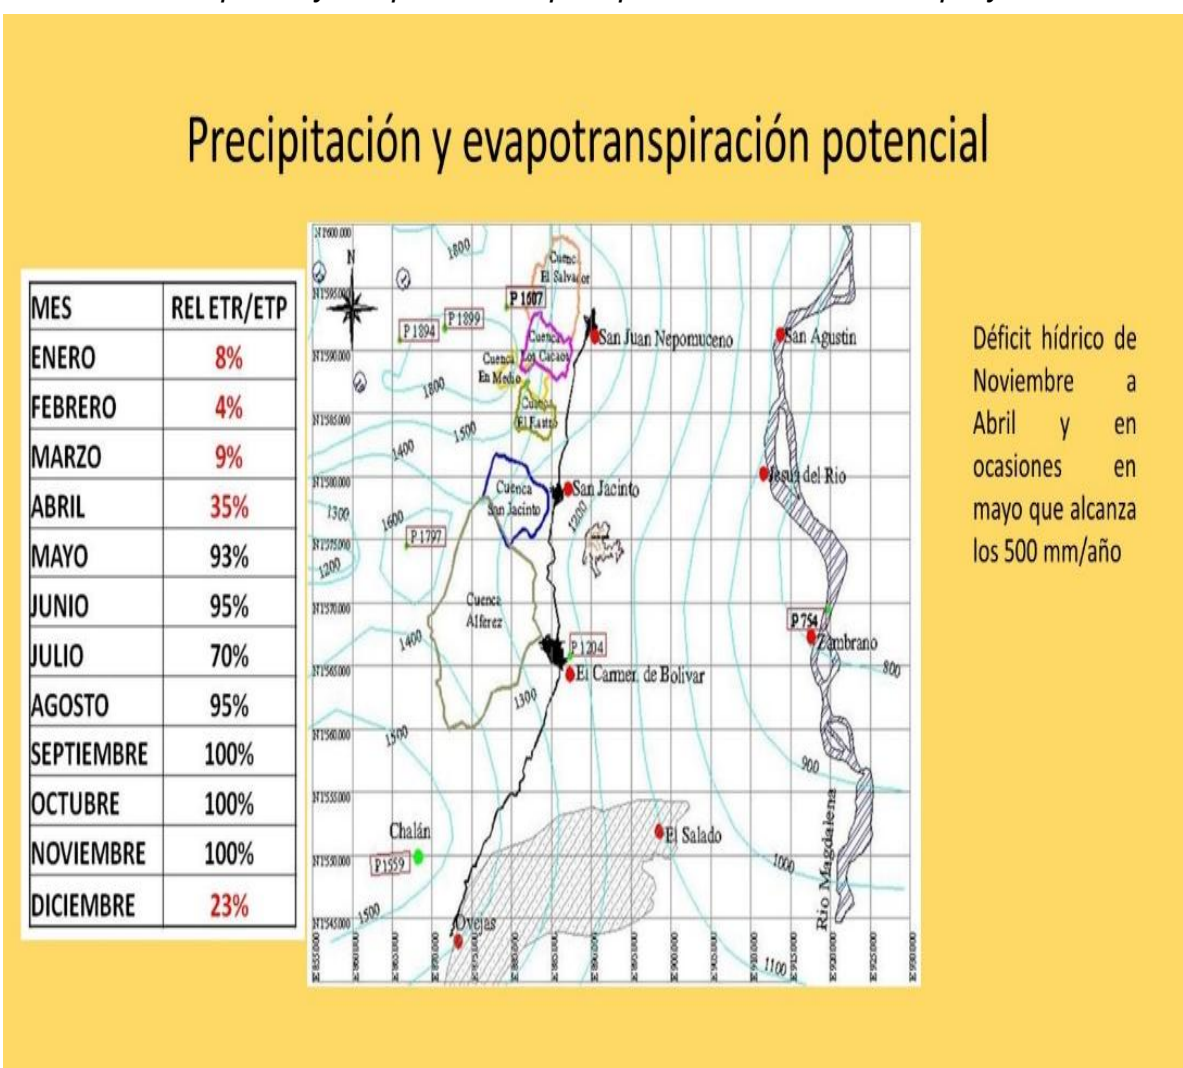 Precipitación y evapotranspiración potencial
MES REL ETR/ETP
ENERO 8%
FEBRERO 4%
MARZO 9%
ABRIL 35%
MAYO 93%
JUNIO 95%
JULIO 70%
AGOSTO 95%
SEPTIEMBRE 100%
OCTUBRE 100%
NOVIEMBRE 100%
DICIEMBRE 23%
N
1800
Cuenc
El Salvador
P 1607
P 1899
P 1894
San Juan Nepomuceno
San Agustin
Cuenca
Los Cacaos
Cuenca
En Medio
1800
Cuenca
1500
1400
Jesus del Rio
Cuenca
San Jacinto
San Jacinto
1200
1300
1600
P 1797
1200
Cuenca
Alferez
1400
P 754
Zambrano
P 1204
El Carmen de Bolivar
800
1300
1500
900
Rio Magdalena
Chalán
P 1559
El Salado
1000
1500
Ovejas
1100
Déficit hídrico de
Noviembre a
Abril y en
ocasiones en
mayo que alcanza
los 500 mm/año